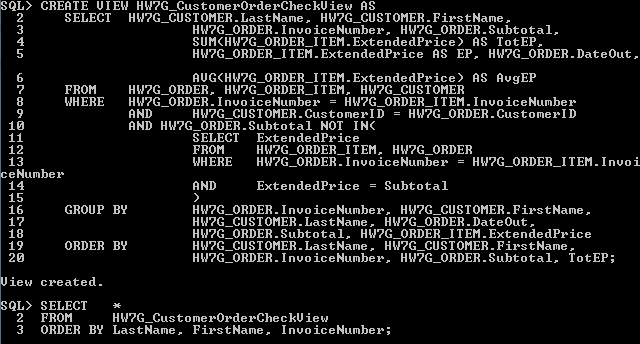 SQL> CREATE VIEW HW7G_CustomerOrderCheckView AS
2 SELECT HW7G_CUSTOMER.LastName, HW7G_CUSTOMER.FirstName,
3 HW7G_ORDER.InvoiceNumber, HW7G_ORDER.Subtotal,
4 SUM(HW7G_ORDER_ITEM.ExtendedPrice) AS TotEP,
5 HW7G_ORDER_ITEM.ExtendedPrice AS EP, HW7G_ORDER.DateOut,
6 AVG(HW7G_ORDER_ITEM.ExtendedPrice) AS AvgEP
7 FROM HW7G_ORDER, HW7G_ORDER_ITEM, HW7G_CUSTOMER
8 WHERE HW7G_ORDER.InvoiceNumber = HW7G_ORDER_ITEM.InvoiceNumber
9 AND HW7G_CUSTOMER.CustomerID = HW7G_ORDER.CustomerID
10 AND HW7G_ORDER.Subtotal NOT IN(
11 SELECT ExtendedPrice
12 FROM HW7G_ORDER_ITEM, HW7G_ORDER
13 WHERE HW7G_ORDER.InvoiceNumber = HW7G_ORDER_ITEM.Invoi
ceNumber
14 AND ExtendedPrice = Subtotal
15 )
16 GROUP BY HW7G_ORDER.InvoiceNumber, HW7G_CUSTOMER.FirstName,
17 HW7G_CUSTOMER.LastName, HW7G_ORDER.DateOut,
18 HW7G_ORDER.Subtotal, HW7G_ORDER_ITEM.ExtendedPrice
19 ORDER BY HW7G_CUSTOMER.LastName, HW7G_CUSTOMER.FirstName,
20 HW7G_ORDER.InvoiceNumber, HW7G_ORDER.Subtotal, TotEP;
View created.
SQL> SELECT *
2 FROM HW7G_CustomerOrderCheckView
3 ORDER BY LastName, FirstName, InvoiceNumber;